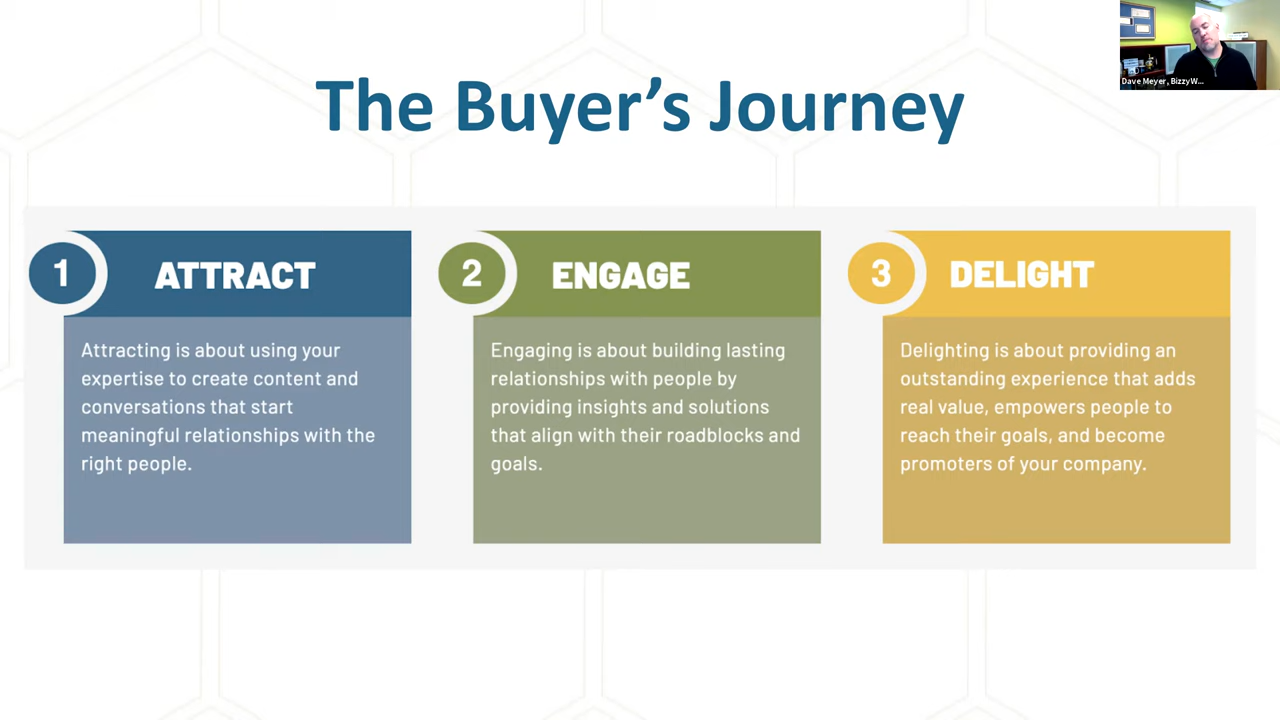 The Buyer’s Journey
Dave Meyer, BizzyW...
1
ATTRACT
Attracting is about using your
expertise to create content and
conversations that start
meaningful relationships with the
right people.
2
ENGAGE
Engaging is about building lasting
relationships with people by
providing insights and solutions
that align with their roadblocks and
goals.
3
DELIGHT
Delighting is about providing an
outstanding experience that adds
real value, empowers people to
reach their goals, and become
promoters of your company.